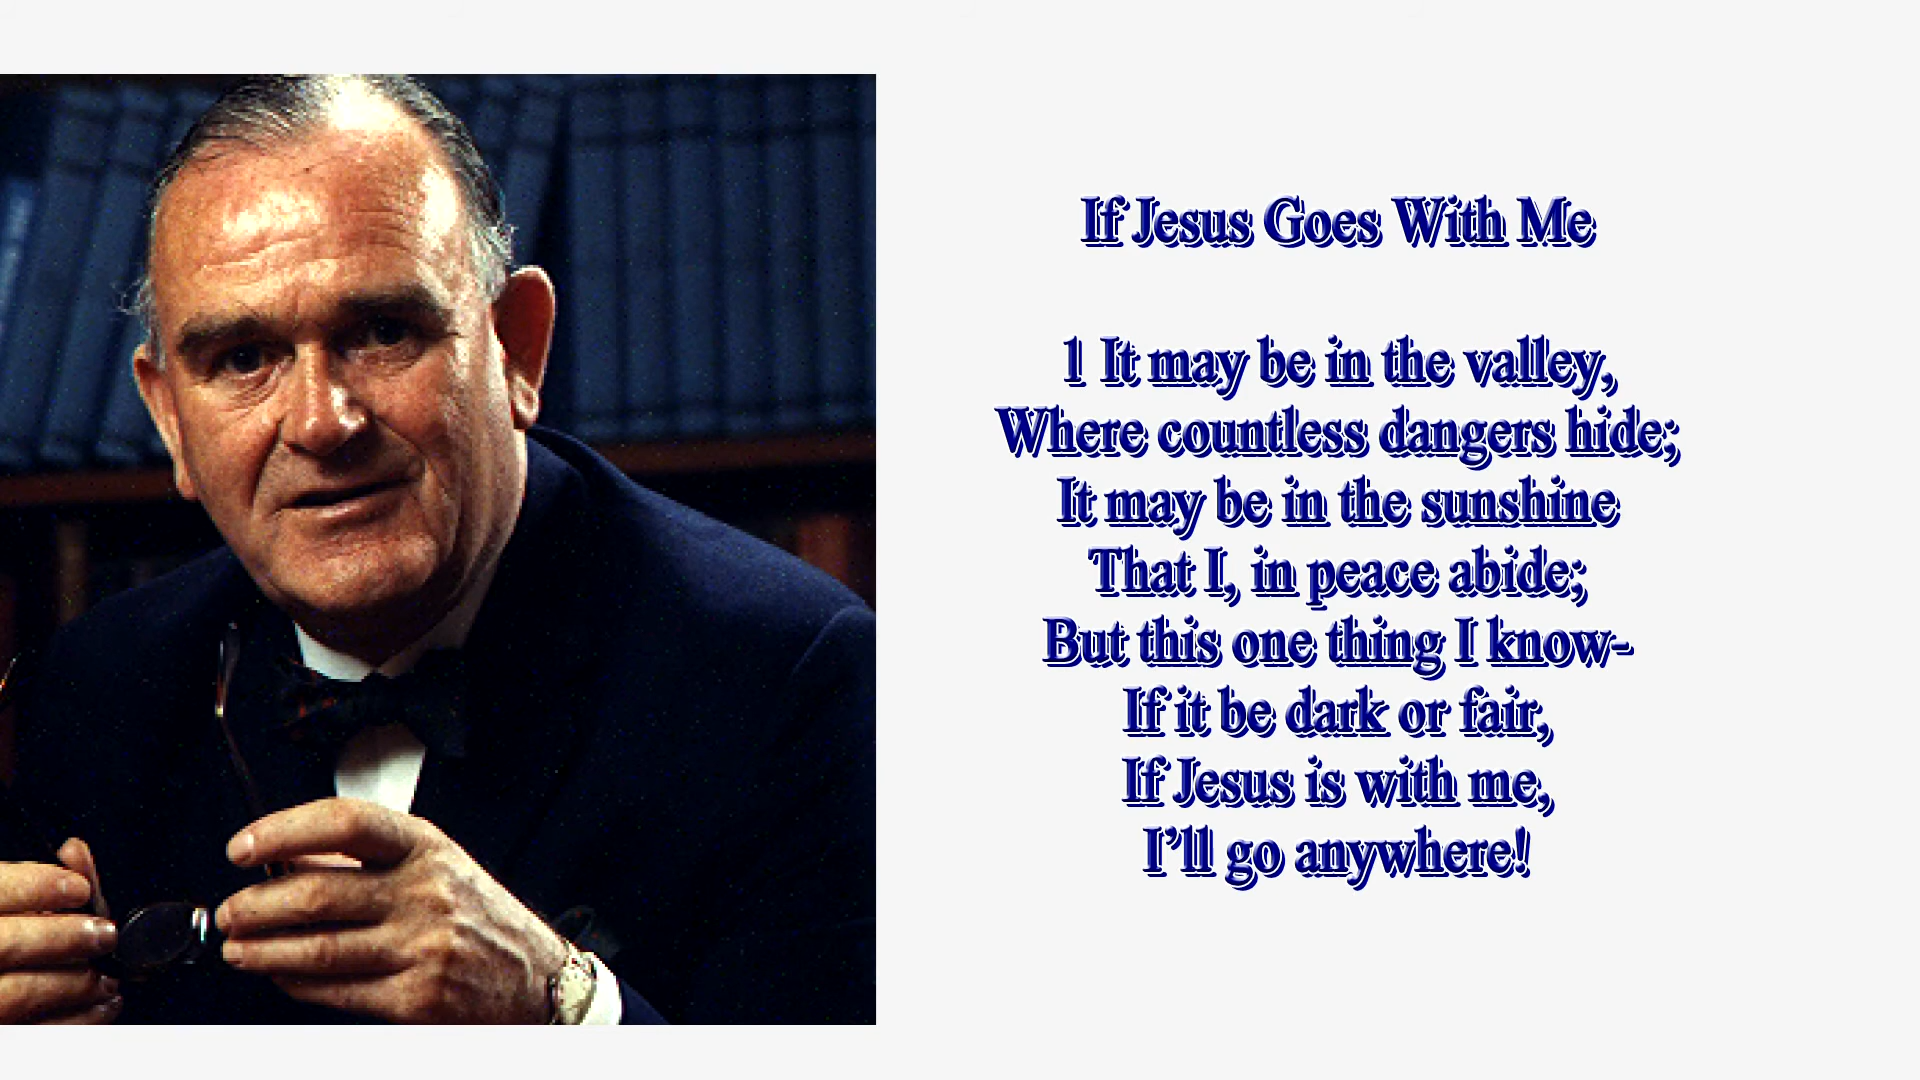 If Jesus Goes With Me
1 It may be in the valley,
Where countless dangers hide;
It may be in the sunshine
That I, in peace abide;
But this one thing I know-
If it be dark or fair,
If Jesus is with me,
I’ll go anywhere!